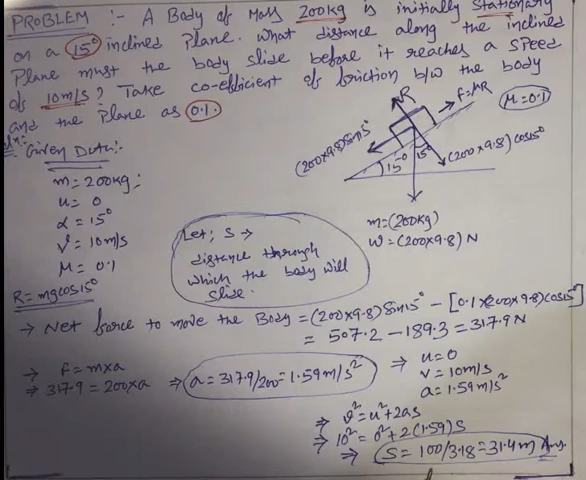 PROBLEM :- A Body of Mass 200kg is initially stationary
on a 15° inclined Plane. What distance along the inclined
Plane must the body slide before it reaches a speed
of 10m/s? Take co-efficient of friction b/w the body
and the Plane as 0.1.
Given Data:-
m=200kg
u=0
α=15°
V=10m/s
μ=0.1
R=mgcos15°
R
f=μR
μ=0.1
(200×9.8)Sin15°
15°
15°
(200×9.8)cos15°
m=(200kg)
W=(200×9.8)N
Let; S →
distance through
which the body will
slide.
→ Net force to move the Body = (200×9.8)Sin15° - [0.1×(200×9.8)cos15°]
= 507.2 - 189.3 = 317.9N
→ F=m×a
⇒ 317.9=200×a ⇒ a=317.9/200=1.59m/s²
⇒ u=0
v=10m/s
a=1.59m/s²
⇒ v²=u²+2as
⇒ 10²=0²+2(1.59)S
⇒ S=100/3.18=31.4m Ans.